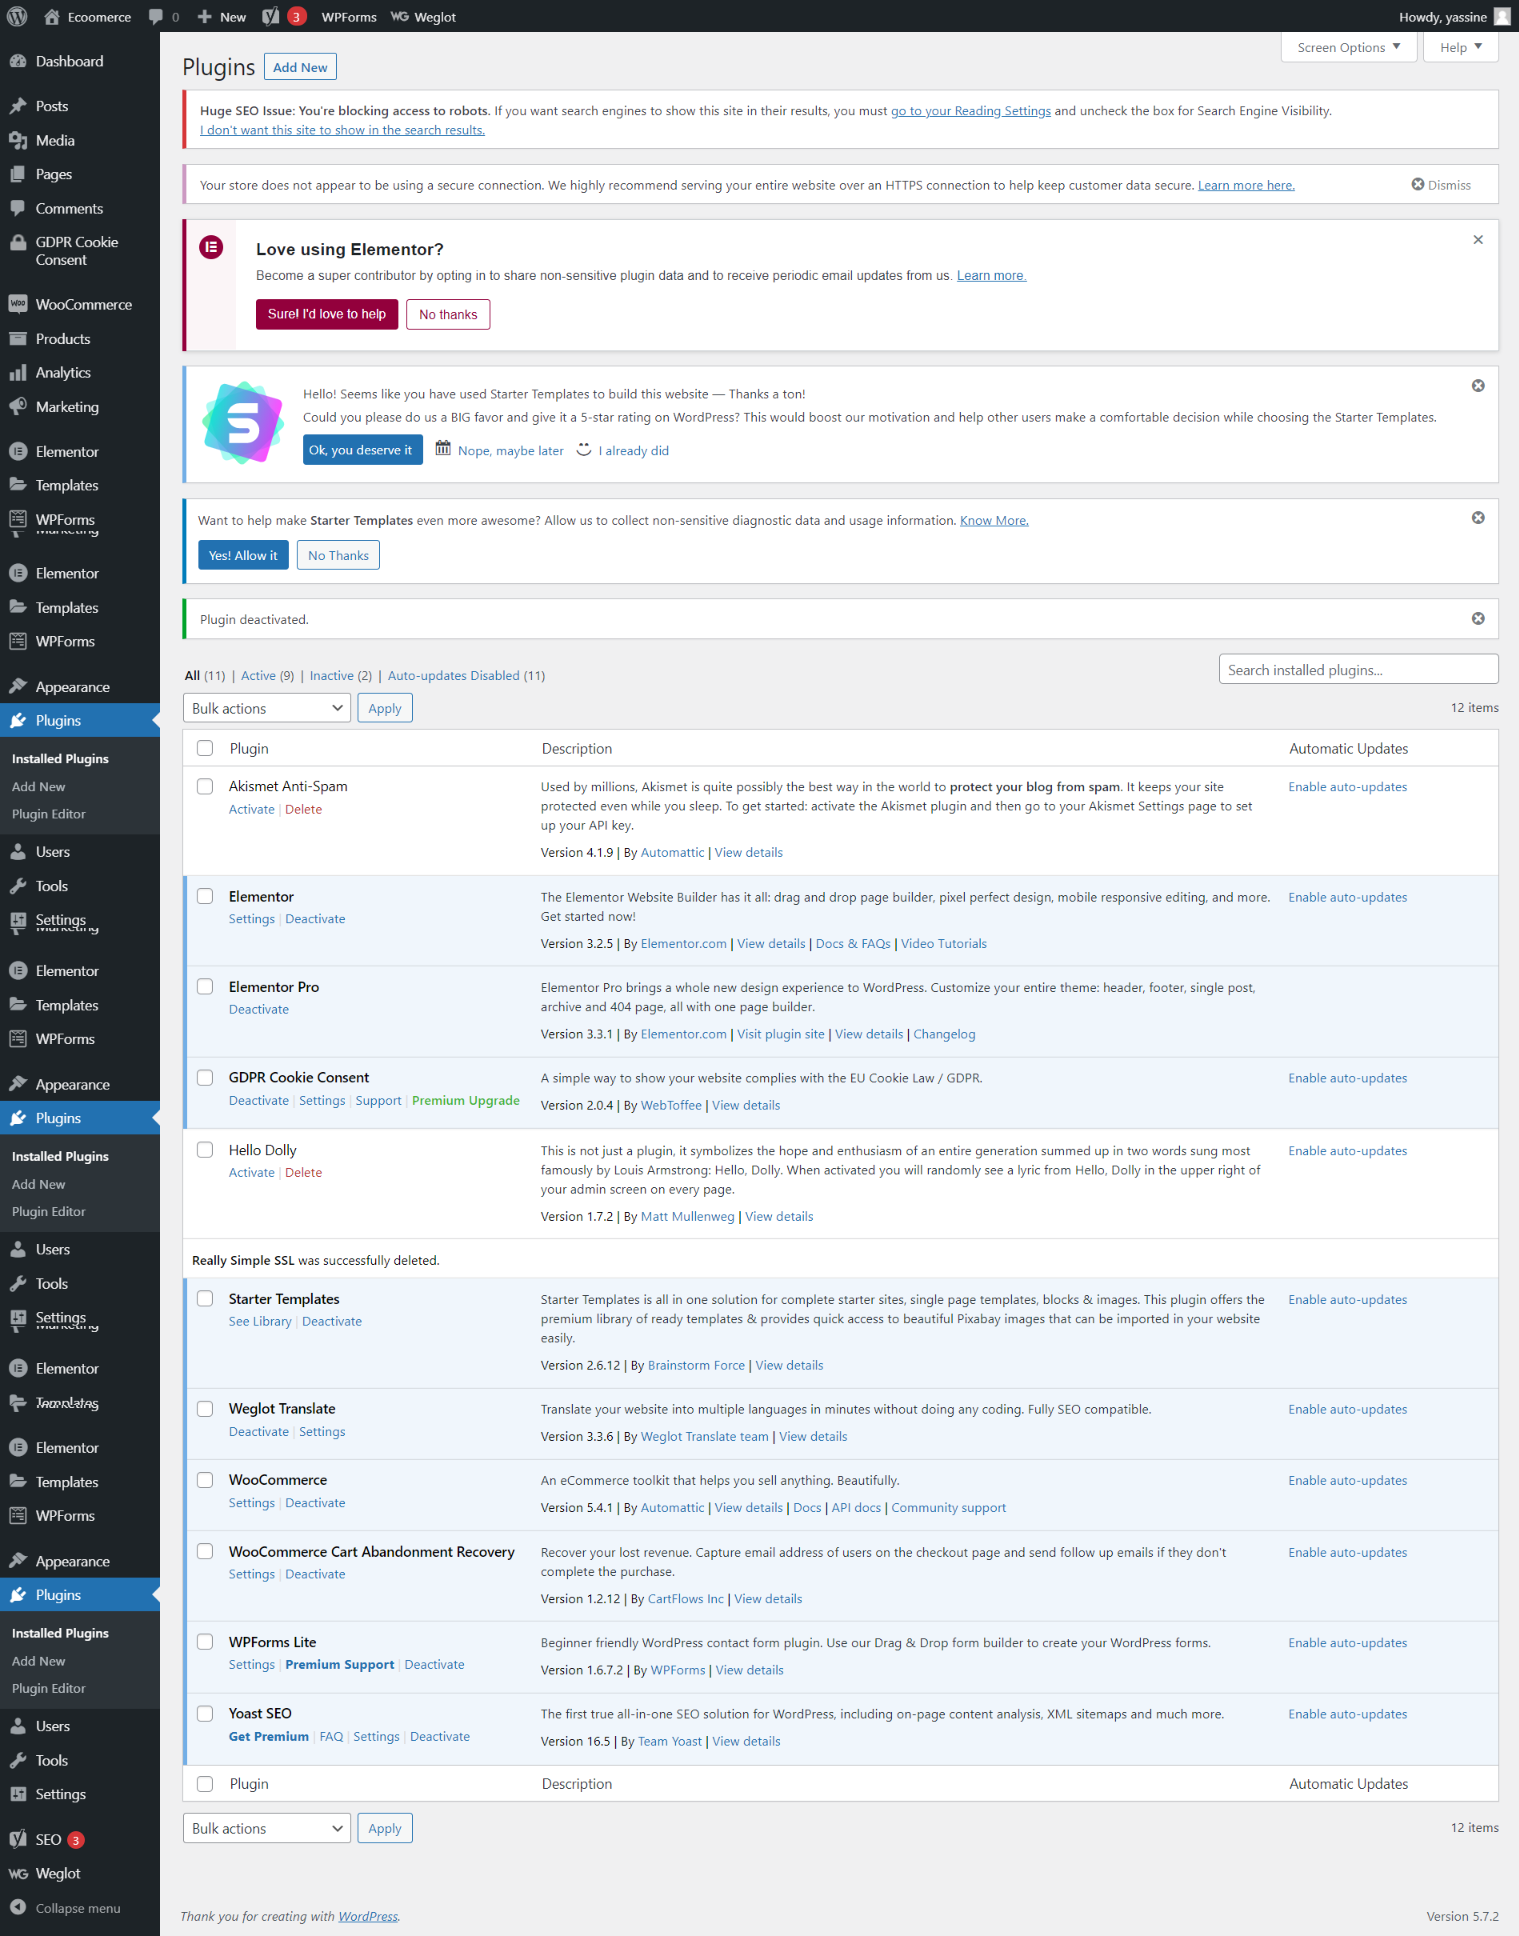 Ecoomerce 0 New 3 WPForms WG Weglot Howdy, yassine
Screen Options Help
Plugins Add New
Huge SEO Issue: You're blocking access to robots. If you want search engines to show this site in their results, you must go to your Reading Settings and uncheck the box for Search Engine Visibility.
I don't want this site to show in the search results.
Your store does not appear to be using a secure connection. We highly recommend serving your entire website over an HTTPS connection to help keep customer data secure. Learn more here.
Dismiss
Love using Elementor?
Become a super contributor by opting in to share non-sensitive plugin data and to receive periodic email updates from us. Learn more.
Sure! I'd love to help No thanks
Hello! Seems like you have used Starter Templates to build this website — Thanks a ton!
Could you please do us a BIG favor and give it a 5-star rating on WordPress? This would boost our motivation and help other users make a comfortable decision while choosing the Starter Templates.
Ok, you deserve it Nope, maybe later I already did
Want to help make Starter Templates even more awesome? Allow us to collect non-sensitive diagnostic data and usage information. Know More.
Yes! Allow it No Thanks
Plugin deactivated.
All (11) | Active (9) | Inactive (2) | Auto-updates Disabled (11)
Search installed plugins...
Bulk actions Apply
12 items
Plugin Description Automatic Updates
Akismet Anti-Spam
Activate | Delete
Used by millions, Akismet is quite possibly the best way in the world to protect your blog from spam. It keeps your site
protected even while you sleep. To get started: activate the Akismet plugin and then go to your Akismet Settings page to set
up your API key.
Version 4.1.9 | By Automattic | View details
Enable auto-updates
Elementor
Settings | Deactivate
The Elementor Website Builder has it all: drag and drop page builder, pixel perfect design, mobile responsive editing, and more.
Get started now!
Version 3.2.5 | By Elementor.com | View details | Docs & FAQs | Video Tutorials
Enable auto-updates
Elementor Pro
Deactivate
Elementor Pro brings a whole new design experience to WordPress. Customize your entire theme: header, footer, single post,
archive and 404 page, all with one page builder.
Version 3.3.1 | By Elementor.com | Visit plugin site | View details | Changelog
GDPR Cookie Consent
Deactivate | Settings | Support | Premium Upgrade
A simple way to show your website complies with the EU Cookie Law / GDPR.
Version 2.0.4 | By WebToffee | View details
Enable auto-updates
Hello Dolly
Activate | Delete
This is not just a plugin, it symbolizes the hope and enthusiasm of an entire generation summed up in two words sung most
famously by Louis Armstrong: Hello, Dolly. When activated you will randomly see a lyric from Hello, Dolly in the upper right of
your admin screen on every page.
Version 1.7.2 | By Matt Mullenweg | View details
Enable auto-updates
Really Simple SSL was successfully deleted.
Starter Templates
See Library | Deactivate
Starter Templates is all in one solution for complete starter sites, single page templates, blocks & images. This plugin offers the
premium library of ready templates & provides quick access to beautiful Pixabay images that can be imported in your website
easily.
Version 2.6.12 | By Brainstorm Force | View details
Enable auto-updates
Weglot Translate
Deactivate | Settings
Translate your website into multiple languages in minutes without doing any coding. Fully SEO compatible.
Version 3.3.6 | By Weglot Translate team | View details
Enable auto-updates
WooCommerce
Settings | Deactivate
An eCommerce toolkit that helps you sell anything. Beautifully.
Version 5.4.1 | By Automattic | View details | Docs | API docs | Community support
Enable auto-updates
WooCommerce Cart Abandonment Recovery
Settings | Deactivate
Recover your lost revenue. Capture email address of users on the checkout page and send follow up emails if they don't
complete the purchase.
Version 1.2.12 | By CartFlows Inc | View details
Enable auto-updates
WPForms Lite
Settings | Premium Support | Deactivate
Beginner friendly WordPress contact form plugin. Use our Drag & Drop form builder to create your WordPress forms.
Version 1.6.7.2 | By WPForms | View details
Enable auto-updates
Yoast SEO
Get Premium | FAQ | Settings | Deactivate
The first true all-in-one SEO solution for WordPress, including on-page content analysis, XML sitemaps and much more.
Version 16.5 | By Team Yoast | View details
Enable auto-updates
Plugin Description Automatic Updates
Bulk actions Apply
12 items
Thank you for creating with WordPress.
Version 5.7.2
Dashboard
Posts
Media
Pages
Comments
GDPR Cookie
Consent
WooCommerce
Products
Analytics
Marketing
Elementor
Templates
WPForms
Marketing
Elementor
Templates
WPForms
Appearance
Plugins
Installed Plugins
Add New
Plugin Editor
Users
Tools
Settings
Marketing
Elementor
Templates
WPForms
Appearance
Plugins
Installed Plugins
Add New
Plugin Editor
Users
Tools
Settings
Marketing
Elementor
Templates
Elementor
Templates
WPForms
Appearance
Plugins
Installed Plugins
Add New
Plugin Editor
Users
Tools
Settings
SEO 3
WG Weglot
Collapse menu